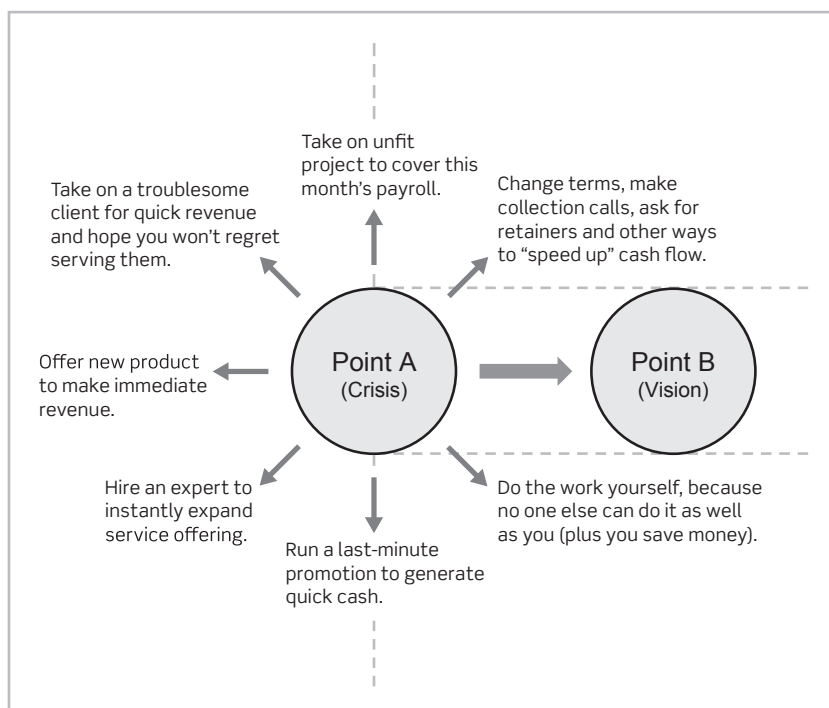 Take on unfit
project to cover this
month's payroll.
Take on a troublesome
client for quick revenue
and hope you won't regret
serving them.
Change terms, make
collection calls, ask for
retainers and other ways
to “speed up” cash flow.
Offer new product
to make immediate
revenue.
Point A
(Crisis)
Point B
(Vision)
Hire an expert to
instantly expand
service offering.
Run a last-minute
promotion to generate
quick cash.
Do the work yourself, because
no one else can do it as well
as you (plus you save money).